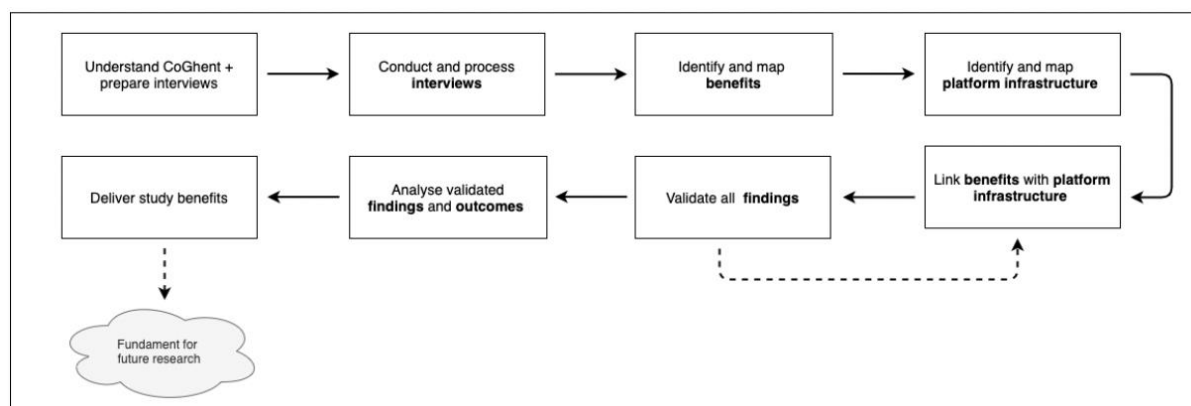 Understand CoGhent +
prepare interviews
Conduct and process
interviews
Identify and map
benefits
Identify and map
platform infrastructure
Link benefits with platform
infrastructure
Validate all findings
Analyse validated
findings and outcomes
Deliver study benefits
Fundament for
future research